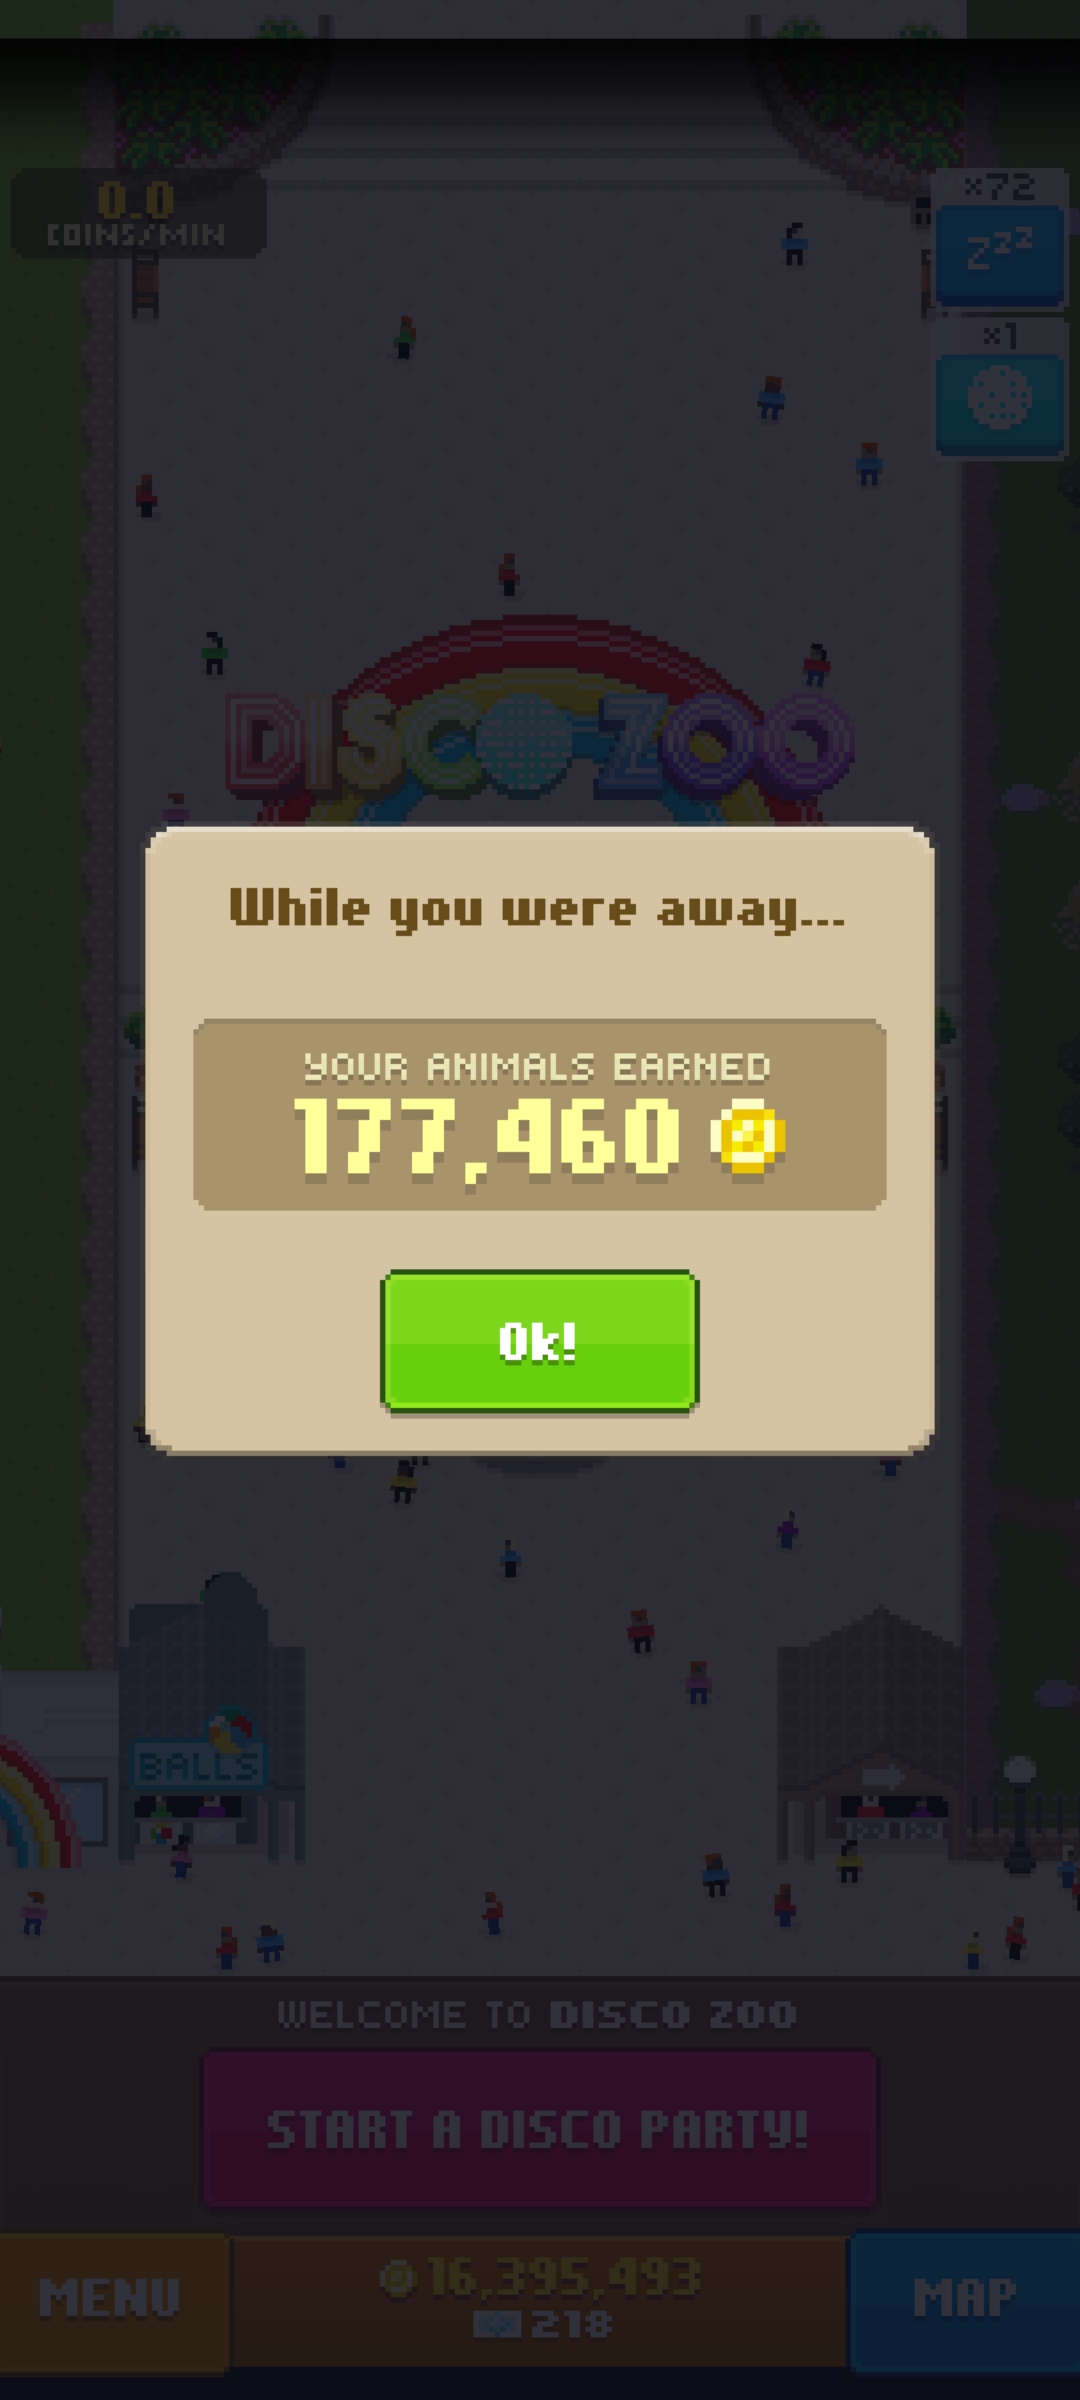 0.0
COINS/MIN
x72
zzz
x1
DISCO ZOO
While you were away...
YOUR ANIMALS EARNED
177,460
Ok!
BALLS
WELCOME TO DISCO ZOO
START A DISCO PARTY!
MENU
16,395,493
218
MAP